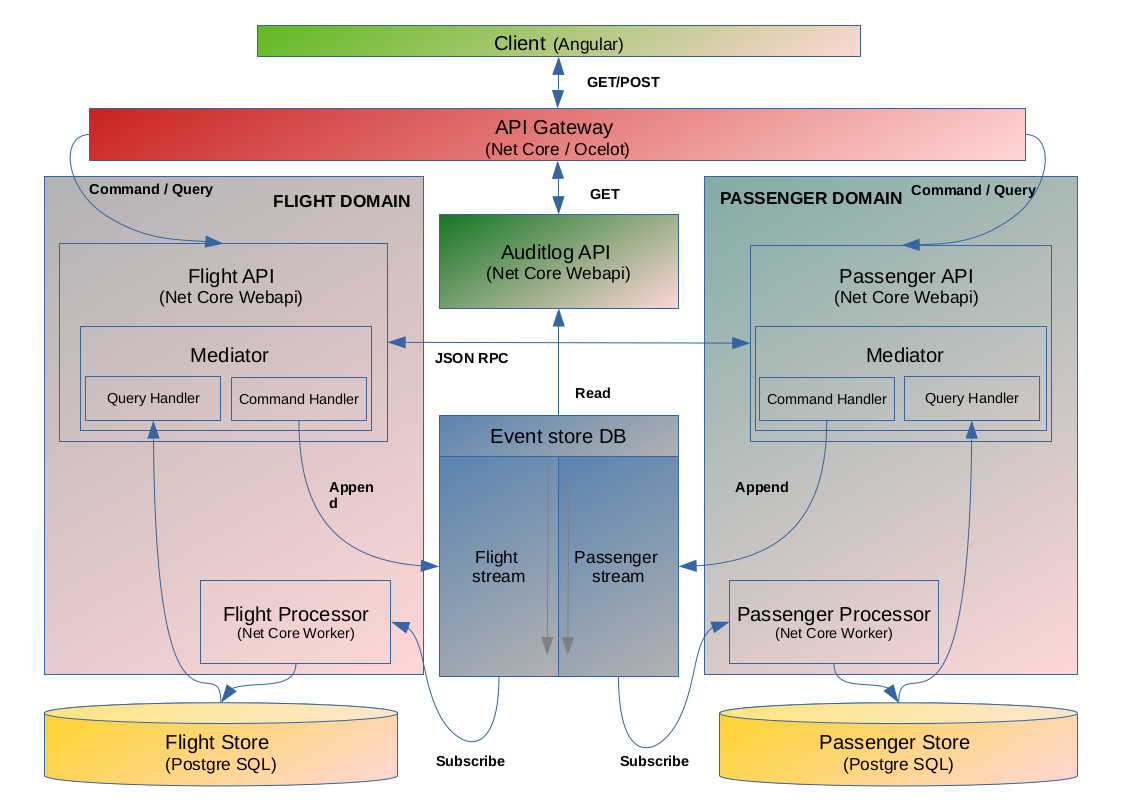 Client (Angular)
GET/POST
API Gateway
(Net Core / Ocelot)
Command / Query
FLIGHT DOMAIN
GET
PASSENGER DOMAIN
Command / Query
Auditlog API
(Net Core Webapi)
Flight API
(Net Core Webapi)
Passenger API
(Net Core Webapi)
Mediator
JSON RPC
Mediator
Query Handler
Command Handler
Read
Command Handler
Query Handler
Event store DB
Appen
d
Append
Flight
stream
Passenger
stream
Flight Processor
(Net Core Worker)
Passenger Processor
(Net Core Worker)
Flight Store
(Postgre SQL)
Subscribe
Subscribe
Passenger Store
(Postgre SQL)